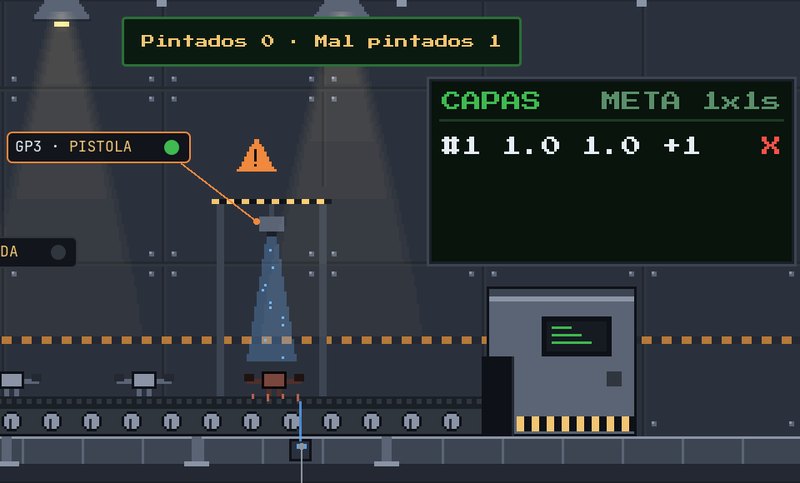 Pintados 0 · Mal pintados 1
CAPAS META 1x1s
#1 1.0 1.0 +1 X
GP3 · PISTOLA
DA